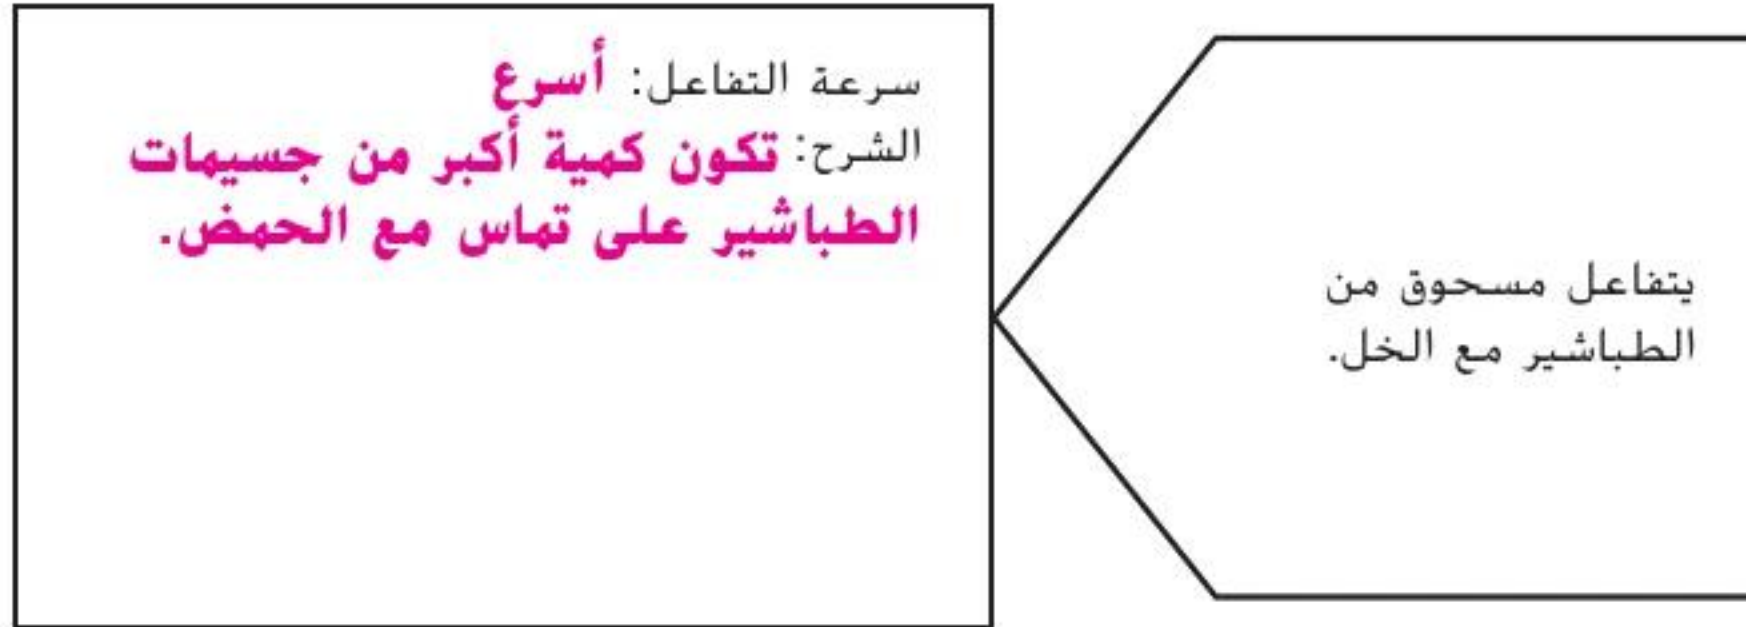 يتفاعل مسحوق من
الطباشير مع الخل.
سرعة التفاعل: أسرع
الشرح: تكون كمية أكبر من جسيمات
الطباشير على تماس مع الحمض.